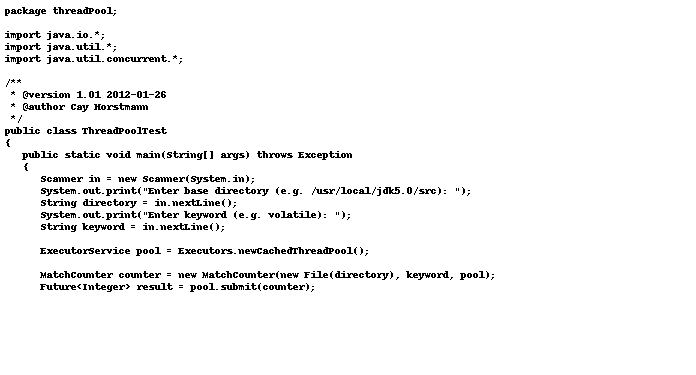 package threadPool;

import java.io.*;
import java.util.*;
import java.util.concurrent.*;

/**
 * @version 1.01 2012-01-26
 * @author Cay Horstmann
 */
public class ThreadPoolTest
{
   public static void main(String[] args) throws Exception
   {
      Scanner in = new Scanner(System.in);
      System.out.print("Enter base directory (e.g. /usr/local/jdk5.0/src): ");
      String directory = in.nextLine();
      System.out.print("Enter keyword (e.g. volatile): ");
      String keyword = in.nextLine();

      ExecutorService pool = Executors.newCachedThreadPool();

      MatchCounter counter = new MatchCounter(new File(directory), keyword, pool);
      Future<Integer> result = pool.submit(counter);